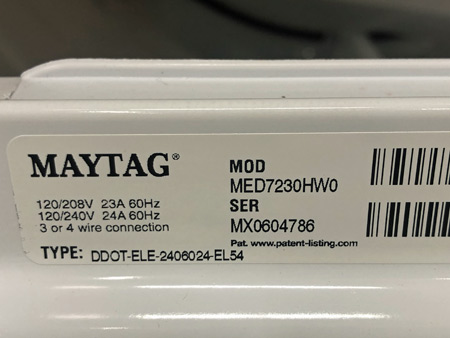 MAYTAG®
120/208V 23A 60Hz
120/240V 24A 60Hz
3 or 4 wire connection
TYPE: DDOT-ELE-2406024-EL54
MOD
MED7230HW0
SER
MX0604786
Pat. www.patent-listing.com